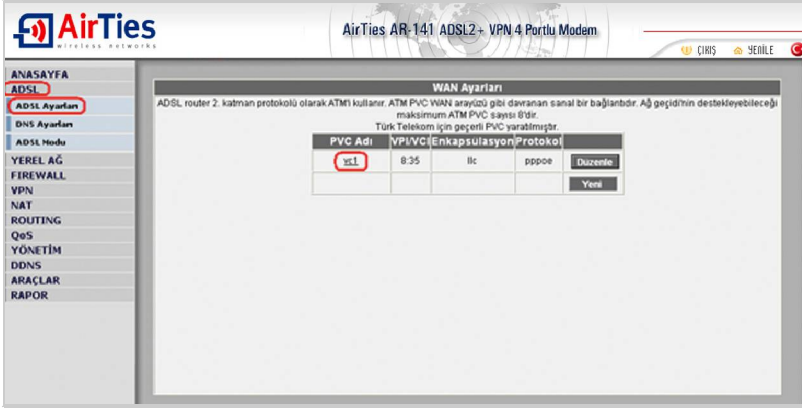 AirTies
wireless networks
AirTies AR-141 ADSL2+ VPN 4 Portlu Modem
ÇIKIŞ YENİLE
ANASAYFA
ADSL
ADSL Ayarları
DNS Ayarları
ADSL Modu
YEREL AĞ
FIREWALL
VPN
NAT
ROUTING
QoS
YÖNETİM
DDNS
ARAÇLAR
RAPOR
WAN Ayarları
ADSL router 2. katman protokolü olarak ATM'i kullanır. ATM PVC WAN arayüzü gibi davranan sanal bir bağlantıdır. Ağ geçidi'nin destekleyebileceği
maksimum ATM PVC sayısı 8'dir.
Türk Telekom için geçerli PVC yaratılmıştır.
PVC Adı VPI/VCI Enkapsülasyon Protokol
vc1 8:35 llc pppoe Düzenle
Yeni